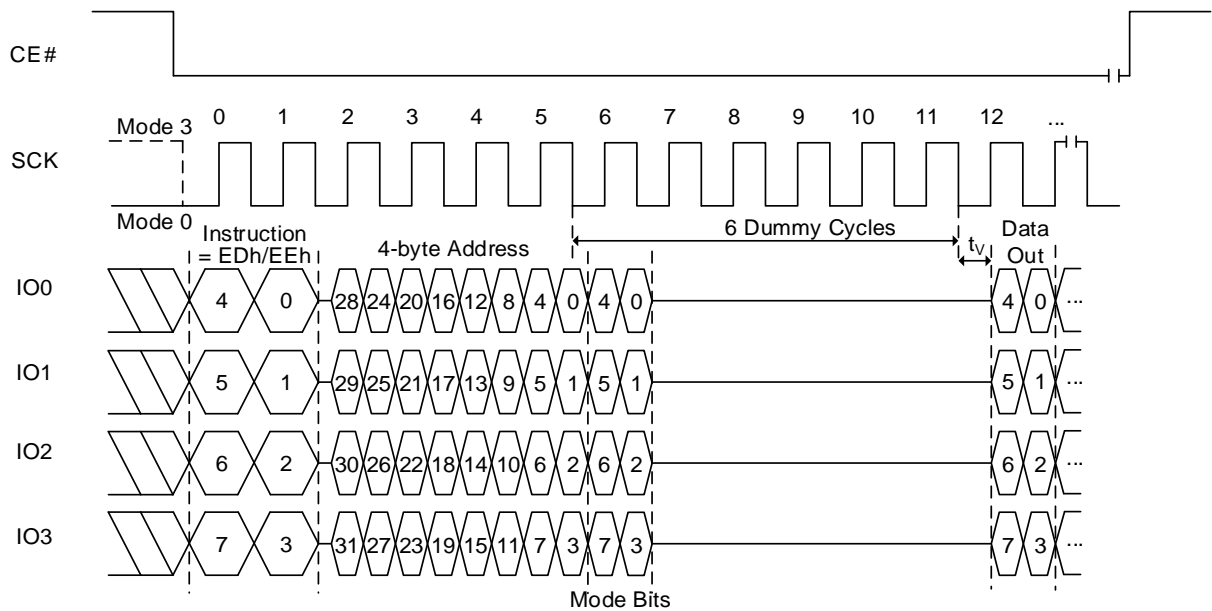 CE#
Mode 3
0 1 2 3 4 5 6 7 8 9 10 11 12 ...
SCK
Mode 0
Instruction
= EDh/EEh
4-byte Address
6 Dummy Cycles
tV
Data
Out
IO0 4 0 28 24 20 16 12 8 4 0 4 0 4 0 ...
IO1 5 1 29 25 21 17 13 9 5 1 5 1 5 1 ...
IO2 6 2 30 26 22 18 14 10 6 2 6 2 6 2 ...
IO3 7 3 31 27 23 19 15 11 7 3 7 3 7 3 ...
Mode Bits